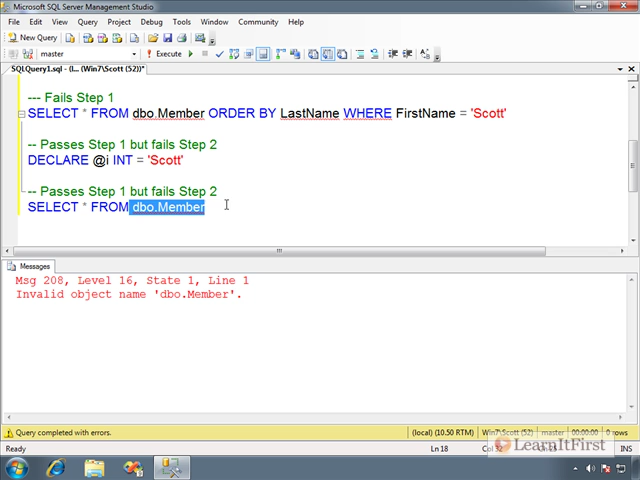 Microsoft SQL Server Management Studio
File Edit View Query Project Debug Tools Window Community Help
New Query
master Execute
SQLQuery1.sql - (l... (Win7\Scott (52))*
--- Fails Step 1
SELECT * FROM dbo.Member ORDER BY LastName WHERE FirstName = 'Scott'
-- Passes Step 1 but fails Step 2
DECLARE @i INT = 'Scott'
-- Passes Step 1 but fails Step 2
SELECT * FROM dbo.Member
Messages
Msg 208, Level 16, State 1, Line 1
Invalid object name 'dbo.Member'.
Query completed with errors. (local) (10.50 RTM) Win7\Scott (52) master 00:00:00 0 rows
LearnItFirst
Ready Ln 18 Col 32 INS